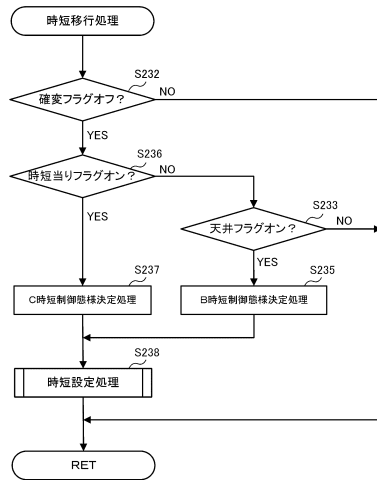 時短移行処理
S232
確変フラグオフ？
NO
YES
S236
時短当りフラグオン？
NO
YES
S233
天井フラグオン？
NO
YES
S237
C時短制御態様決定処理
S235
B時短制御態様決定処理
S238
時短設定処理
RET